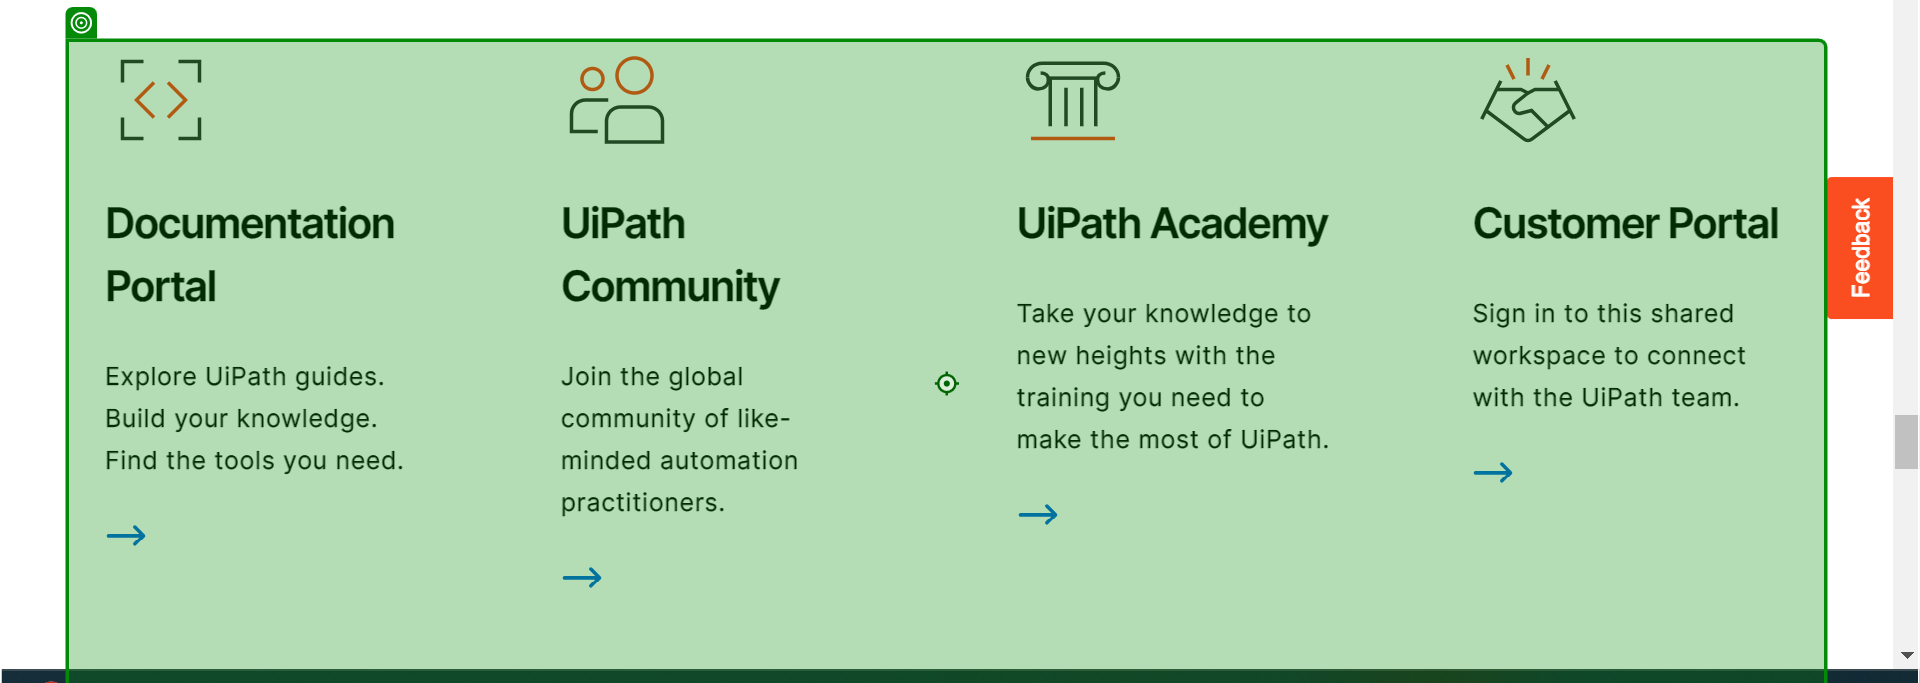 Documentation
Portal
Explore UiPath guides.
Build your knowledge.
Find the tools you need.
UiPath
Community
Join the global
community of like-
minded automation
practitioners.
UiPath Academy
Take your knowledge to
new heights with the
training you need to
make the most of UiPath.
Customer Portal
Sign in to this shared
workspace to connect
with the UiPath team.
Feedback